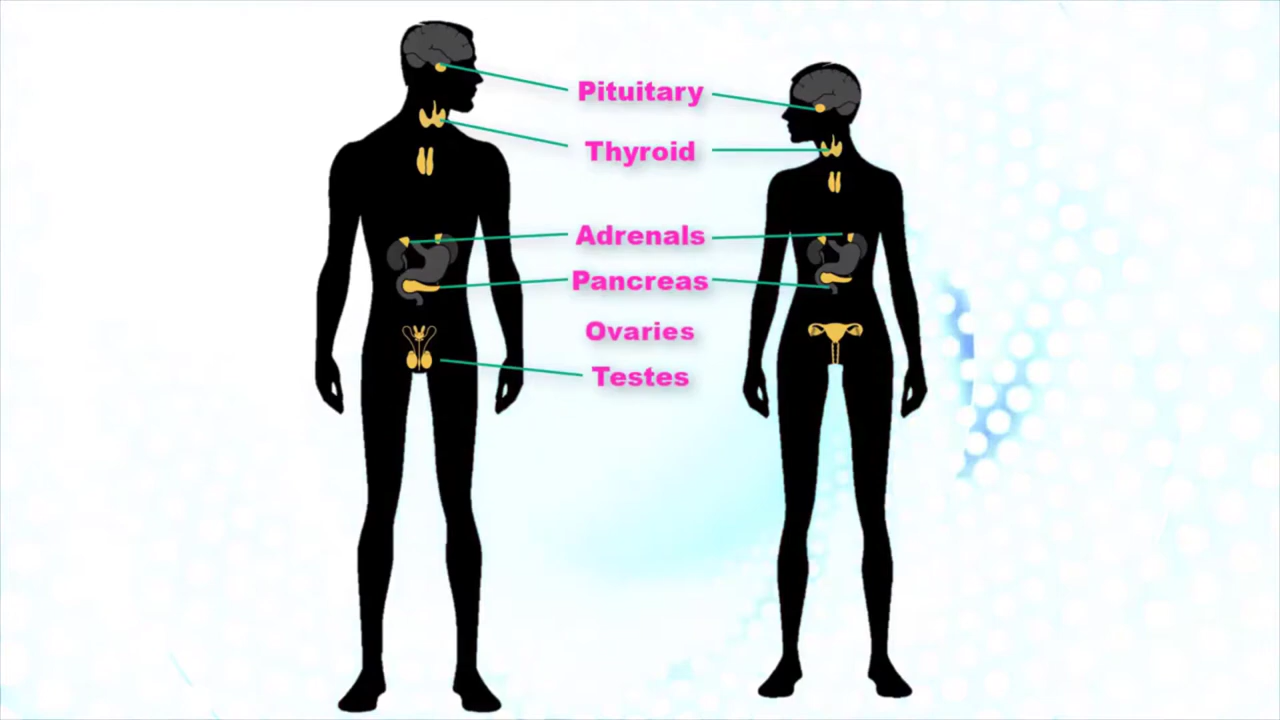 Pituitary
Thyroid
Adrenals
Pancreas
Ovaries
Testes